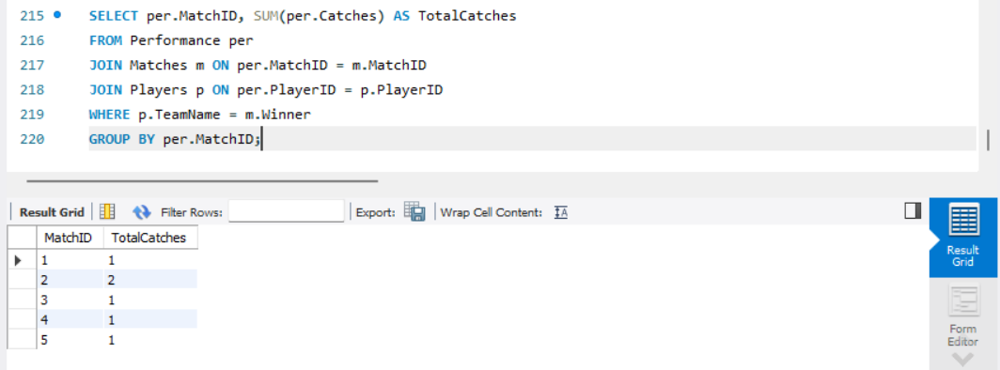 215 SELECT per.MatchID, SUM(per.Catches) AS TotalCatches
216 FROM Performance per
217 JOIN Matches m ON per.MatchID = m.MatchID
218 JOIN Players p ON per.PlayerID = p.PlayerID
219 WHERE p.TeamName = m.Winner
220 GROUP BY per.MatchID;
Result Grid Filter Rows: Export: Wrap Cell Content: IA
MatchID TotalCatches
1 1
2 2
3 1
4 1
5 1
Result
Grid
Form
Editor